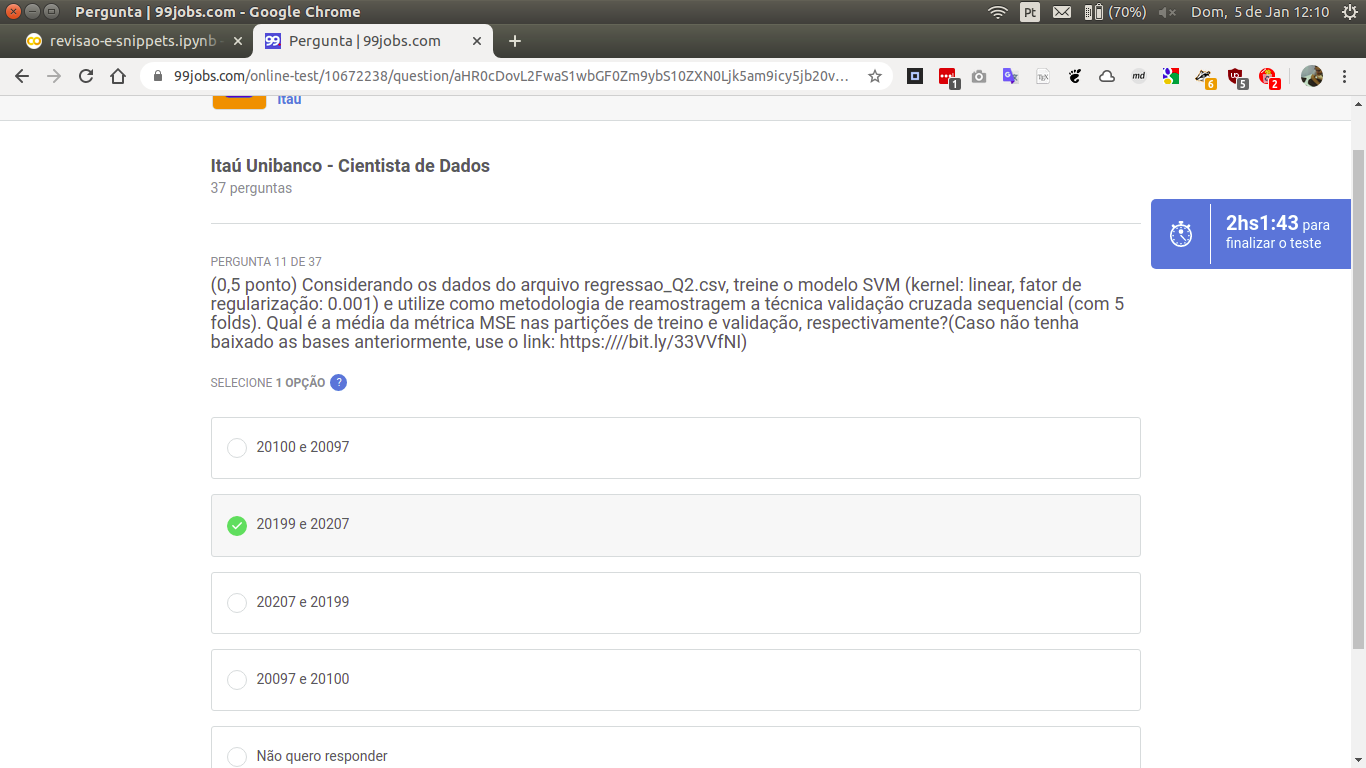 Pergunta | 99jobs.com - Google Chrome
Pt
(70%)
Dom, 5 de Jan 12:10
revisao-e-snippets.ipynb
Pergunta | 99jobs.com
99jobs.com/online-test/10672238/question/aHR0cDovL2FwaS1wbGF0Zm9ybS10ZXN0Ljk5am9icy5jb20v...
1
md
6
5
2
Itaú
Itaú Unibanco - Cientista de Dados
37 perguntas
2hs1:43 para
finalizar o teste
PERGUNTA 11 DE 37
(0,5 ponto) Considerando os dados do arquivo regressao_Q2.csv, treine o modelo SVM (kernel: linear, fator de
regularização: 0.001) e utilize como metodologia de reamostragem a técnica validação cruzada sequencial (com 5
folds). Qual é a média da métrica MSE nas partições de treino e validação, respectivamente?(Caso não tenha
baixado as bases anteriormente, use o link: https:////bit.ly/33VVfNI)
SELECIONE 1 OPÇÃO ?
20100 e 20097
20199 e 20207
20207 e 20199
20097 e 20100
Não quero responder